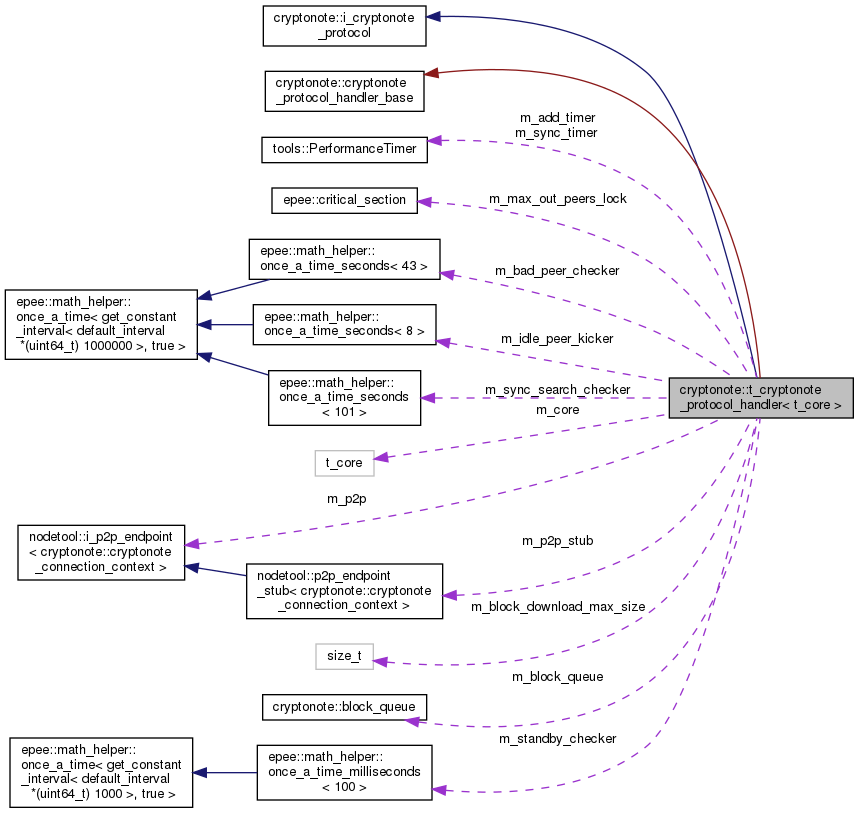 cryptonote::i_cryptonote
_protocol
cryptonote::cryptonote
_protocol_handler_base
m_add_timer
m_sync_timer
tools::PerformanceTimer
epee::critical_section
m_max_out_peers_lock
epee::math_helper::
once_a_time_seconds< 43 >
m_bad_peer_checker
epee::math_helper::
once_a_time< get_constant
_interval< default_interval
*(uint64_t) 1000000 >, true >
epee::math_helper::
once_a_time_seconds< 8 >
m_idle_peer_kicker
epee::math_helper::
once_a_time_seconds
< 101 >
m_sync_search_checker
cryptonote::t_cryptonote
_protocol_handler< t_core >
m_core
t_core
m_p2p
nodetool::i_p2p_endpoint
< cryptonote::cryptonote
_connection_context >
m_p2p_stub
nodetool::p2p_endpoint
_stub< cryptonote::cryptonote
_connection_context >
m_block_download_max_size
size_t
m_block_queue
cryptonote::block_queue
m_standby_checker
epee::math_helper::
once_a_time< get_constant
_interval< default_interval
*(uint64_t) 1000 >, true >
epee::math_helper::
once_a_time_milliseconds
< 100 >